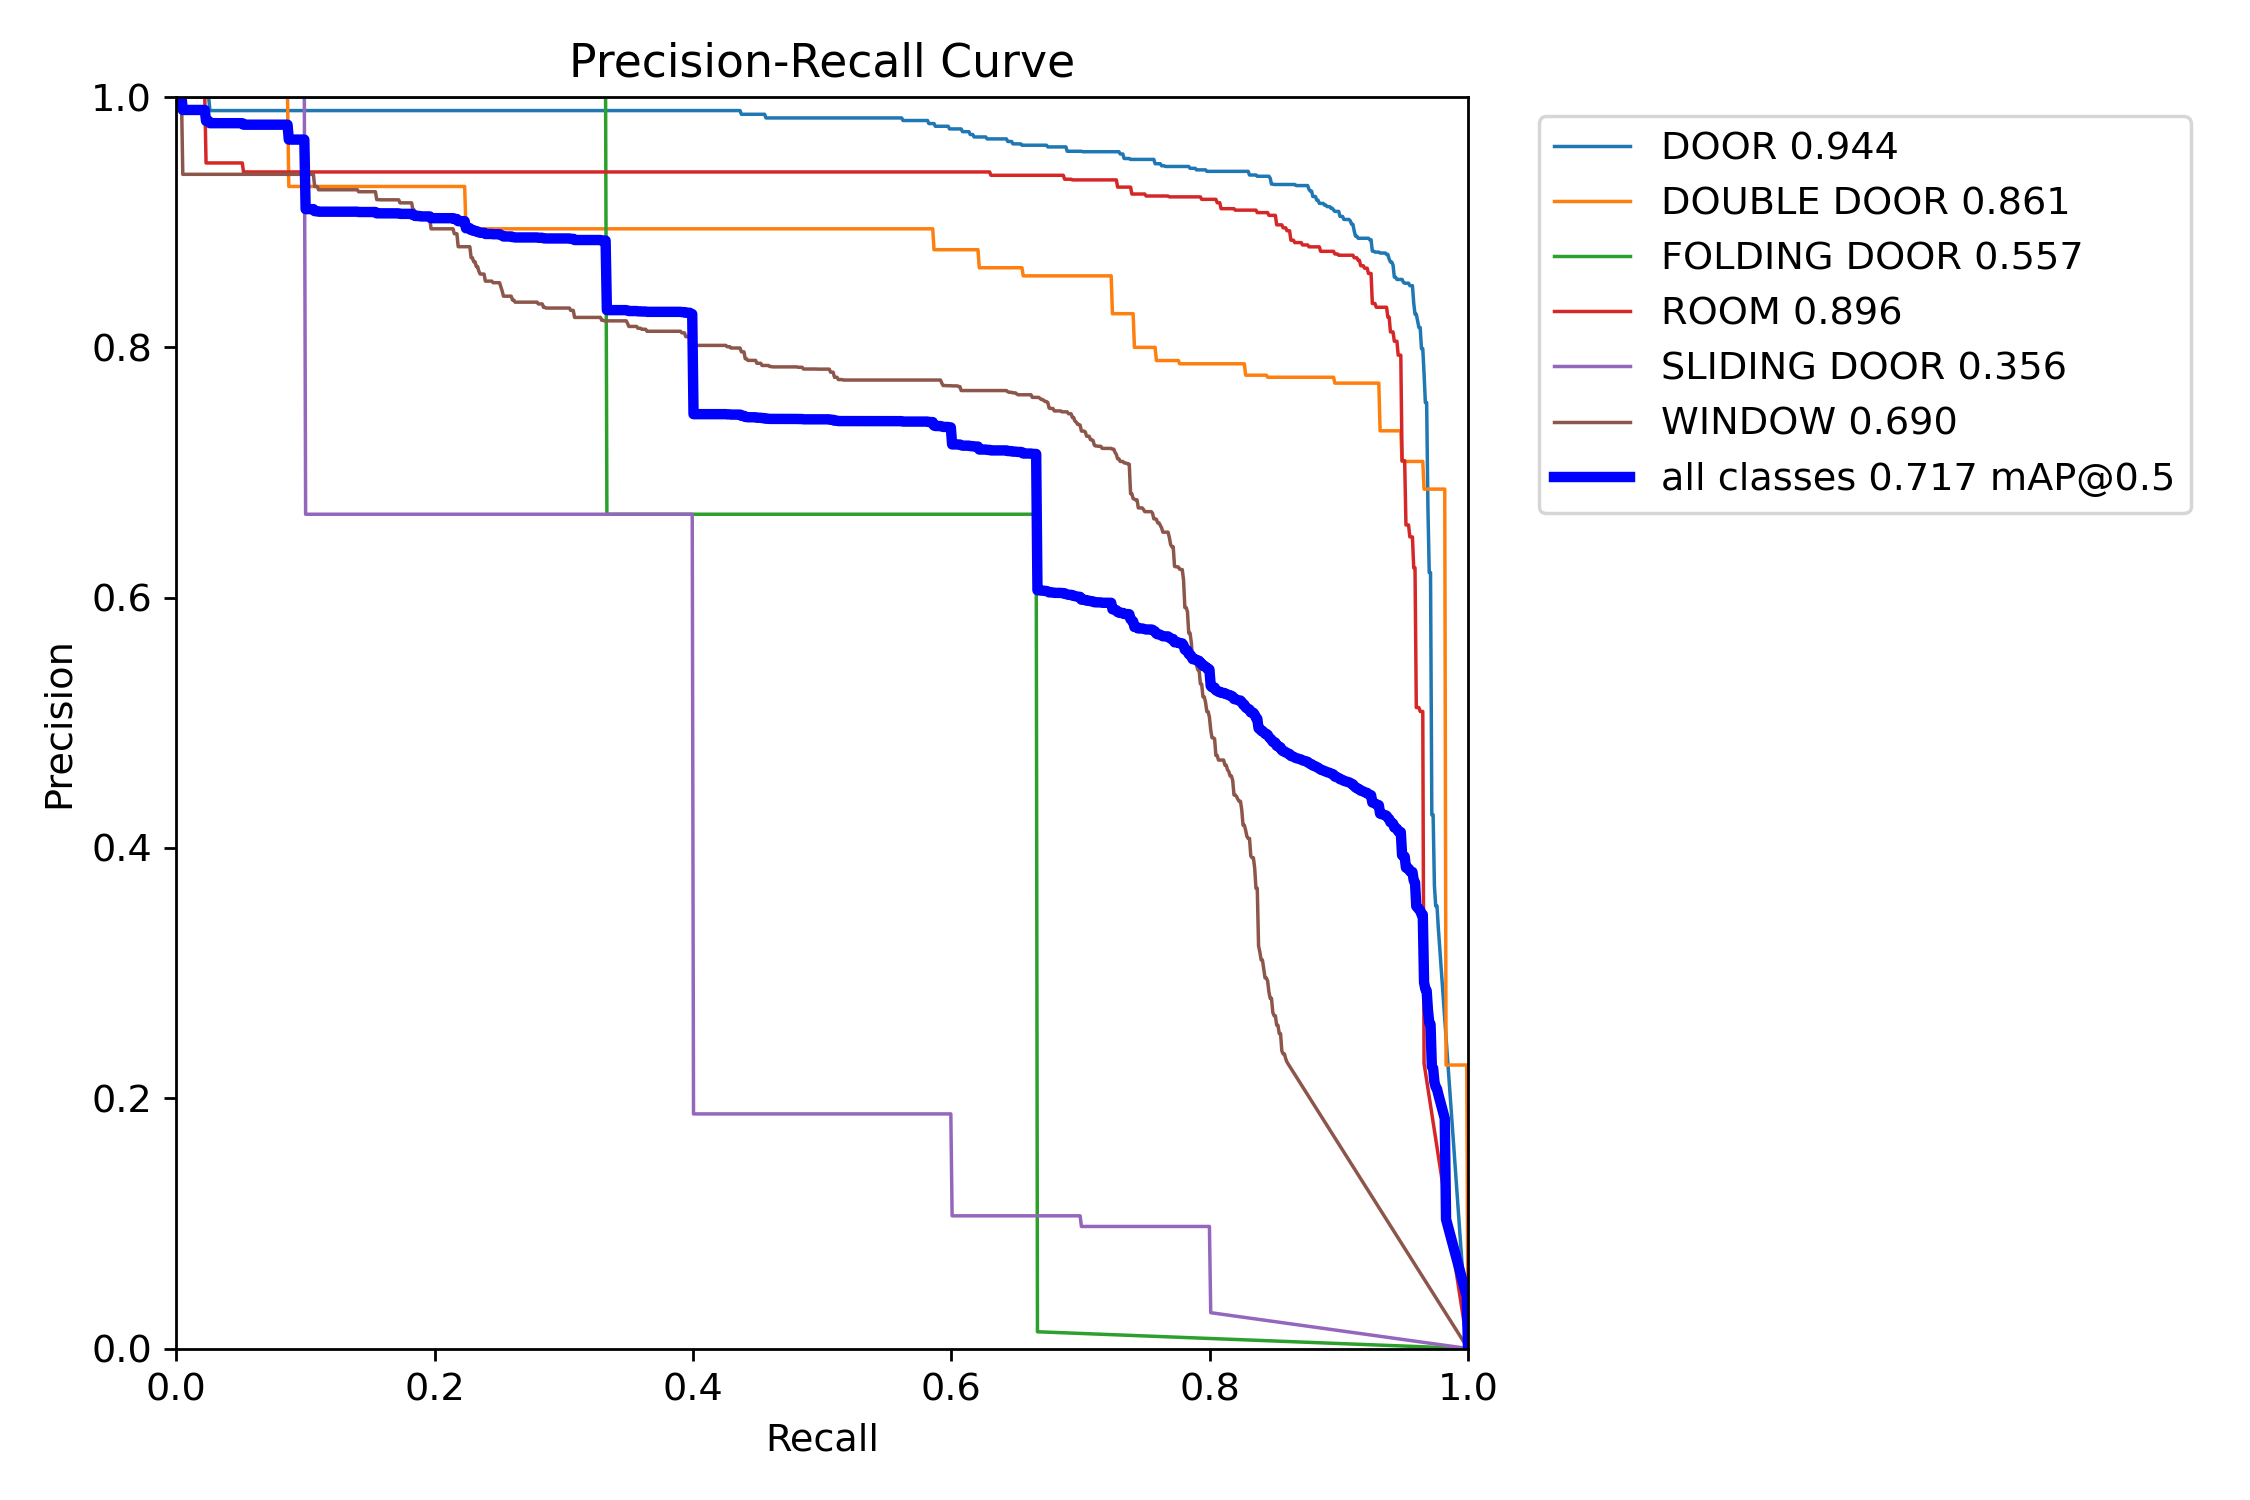 Precision-Recall Curve
1.0
0.8
0.6
0.4
0.2
0.0
Precision
0.0 0.2 0.4 0.6 0.8 1.0
Recall
DOOR 0.944
DOUBLE DOOR 0.861
FOLDING DOOR 0.557
ROOM 0.896
SLIDING DOOR 0.356
WINDOW 0.690
all classes 0.717 mAP@0.5